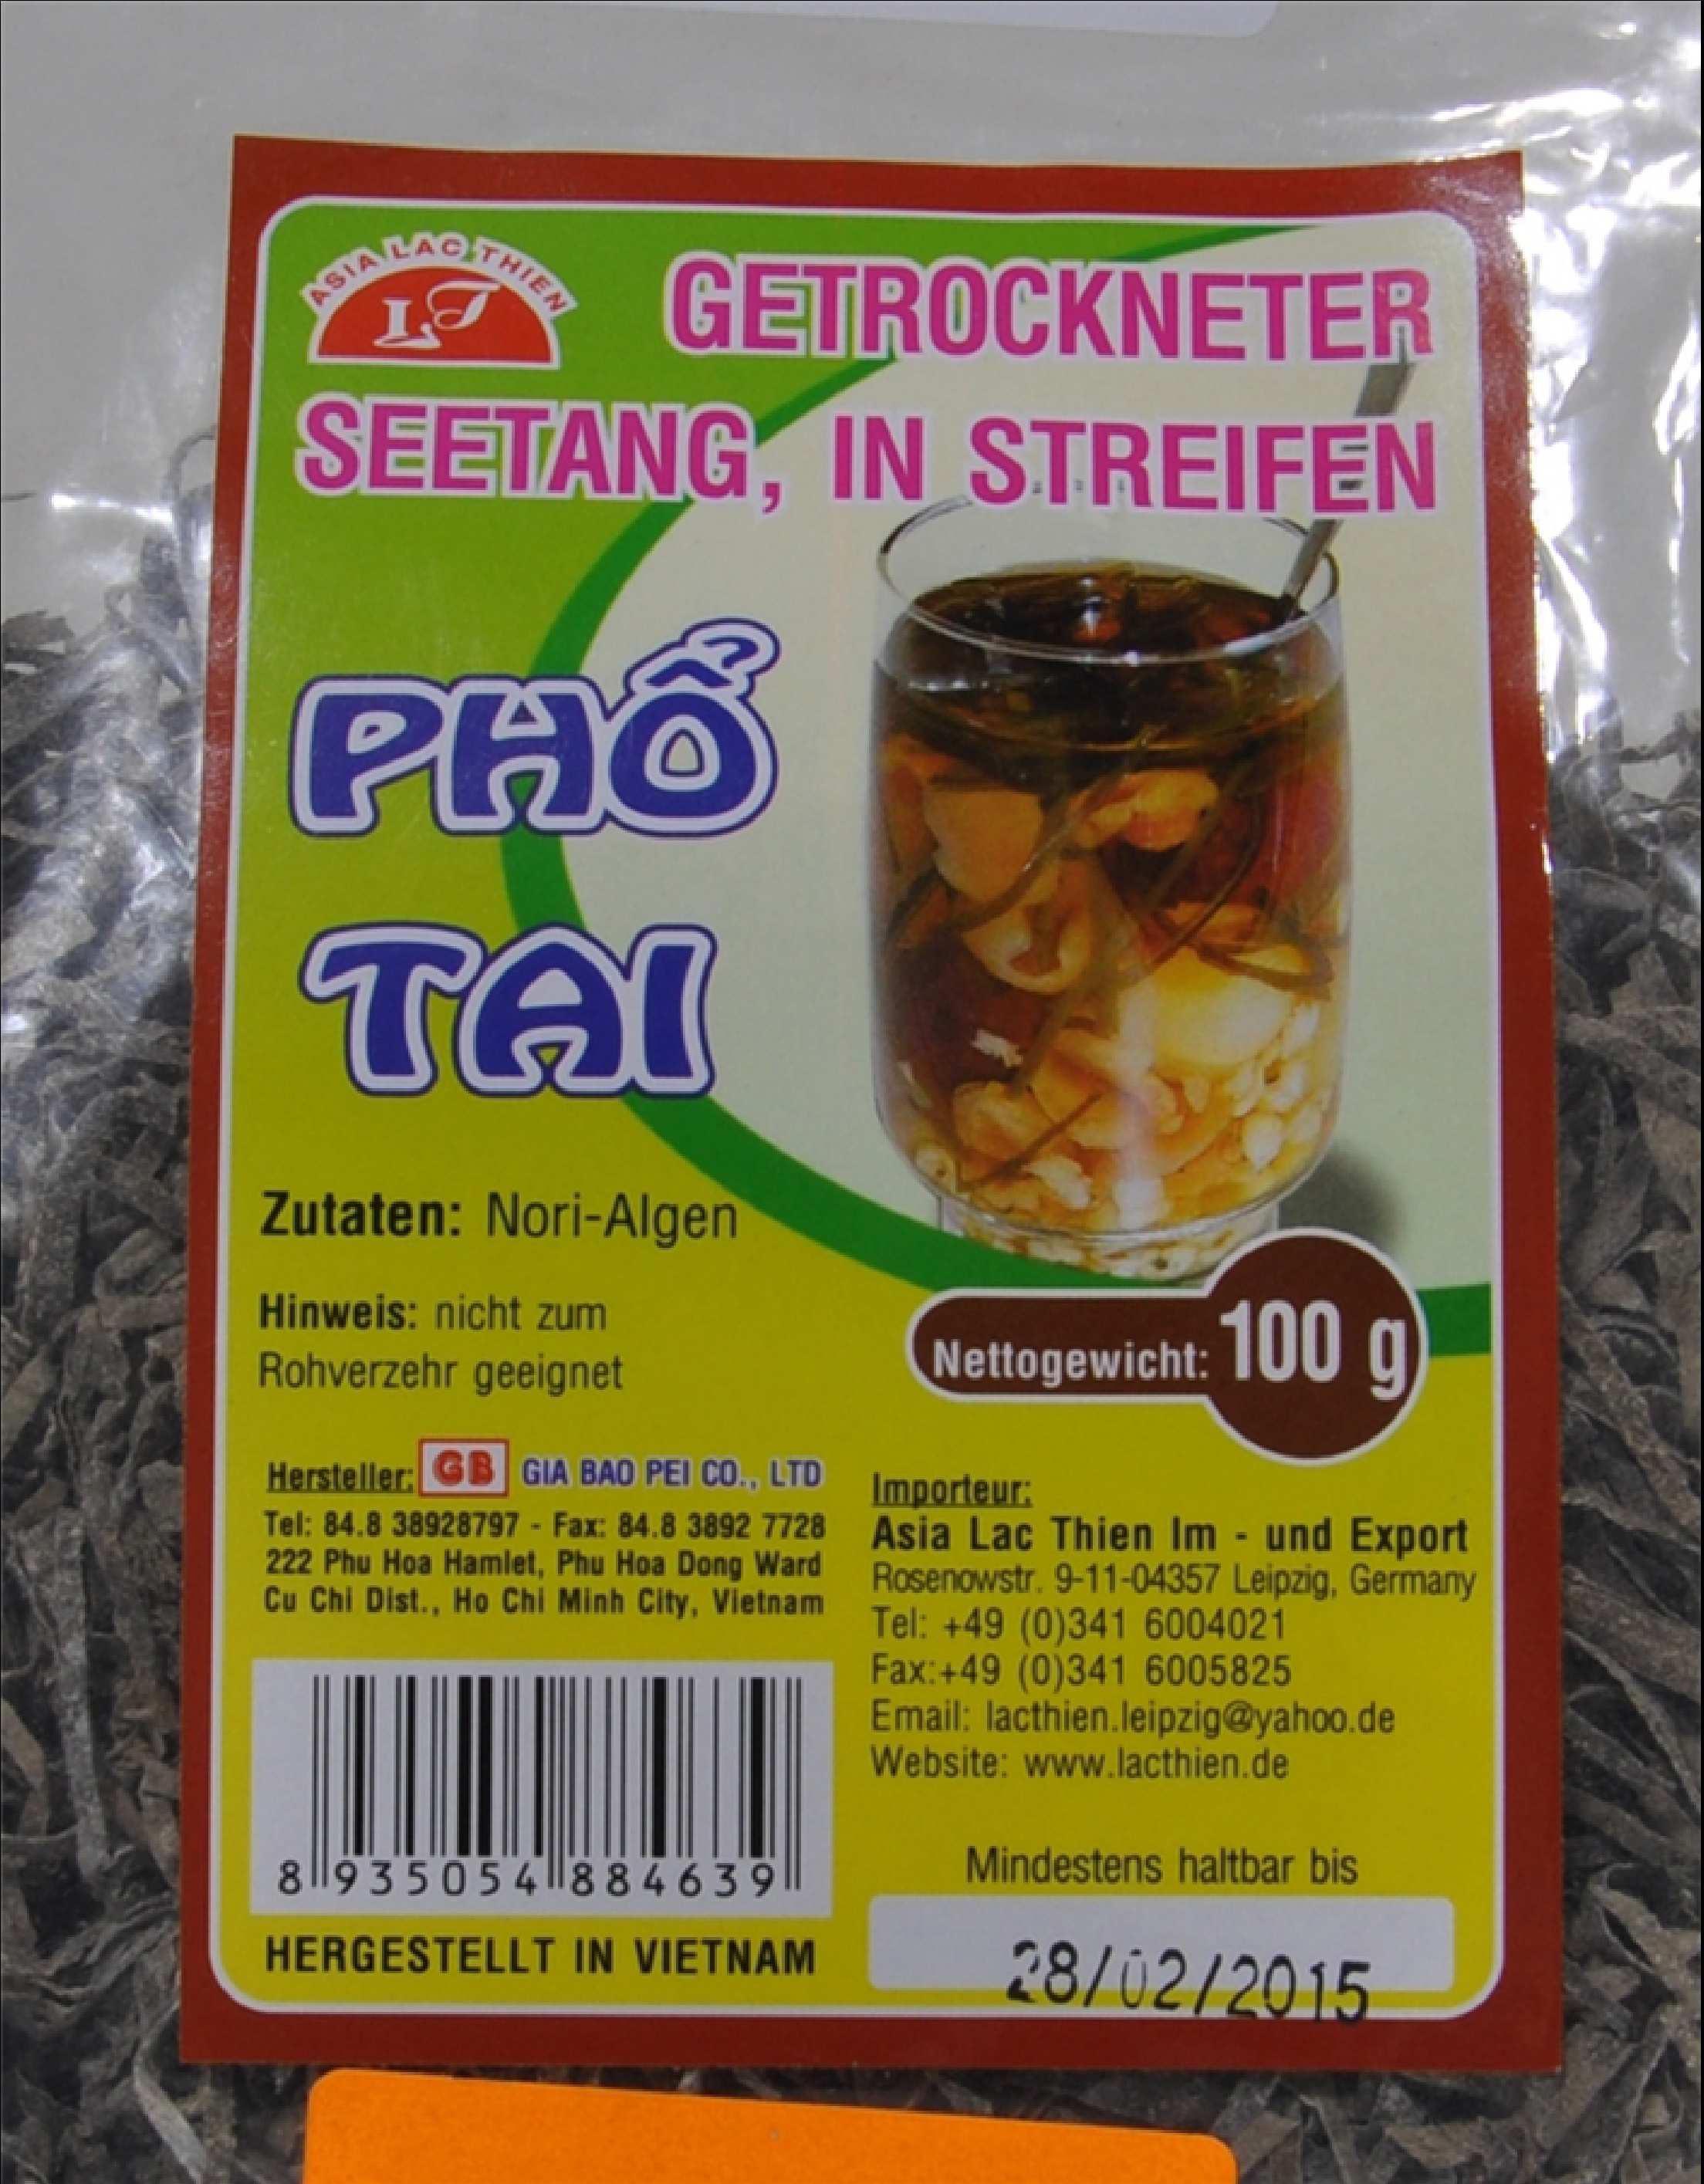 ASIA LAC THIEN
LT
GETROCKNETER
SEETANG, IN STREIFEN
PHỔ
TAI
Zutaten: Nori-Algen
Hinweis: nicht zum
Rohverzehr geeignet
Nettogewicht: 100 g
Hersteller: GB GIA BAO PEI CO., LTD
Tel: 84.8 38928797 - Fax: 84.8 3892 7728
222 Phu Hoa Hamlet, Phu Hoa Dong Ward
Cu Chi Dist., Ho Chi Minh City, Vietnam
Importeur:
Asia Lac Thien Im - und Export
Rosenowstr. 9-11-04357 Leipzig, Germany
Tel: +49 (0)341 6004021
Fax:+49 (0)341 6005825
Email: lacthien.leipzig@yahoo.de
Website: www.lacthien.de
8 935054 884639
HERGESTELLT IN VIETNAM
Mindestens haltbar bis
28/02/2015